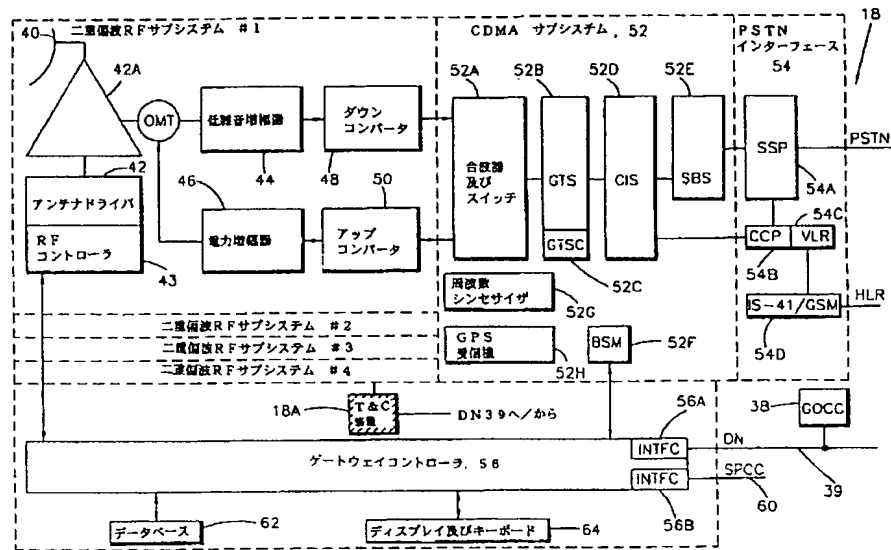 二重偏波RFサブシステム #1
CDMA サブシステム, 52
PSTN
インターフェース
54
18
40
42A
52A
52B
52D
52E
OMT
低雑音増幅器
ダウン
コンバータ
44
48
合波器
及び
スイッチ
GTS
CIS
SBS
SSP
PSTN
54A
42
46
50
アンテナドライバ
RF
コントローラ
43
電力増幅器
アップ
コンバータ
GTSC
52C
CCP
VLR
54C
54B
周波数
シンセサイザ
52G
IS-41/GSM
HLR
54D
二重偏波RFサブシステム #2
二重偏波RFサブシステム #3
二重偏波RFサブシステム #4
GPS
受信機
52H
BSM
52F
18A
T&C
装置
DN39へ/から
56A
38
GOCC
ゲートウェイコントローラ, 56
INTFC
DN
39
INTFC
SPCC
60
56B
データベース
62
ディスプレイ及びキーボード
64